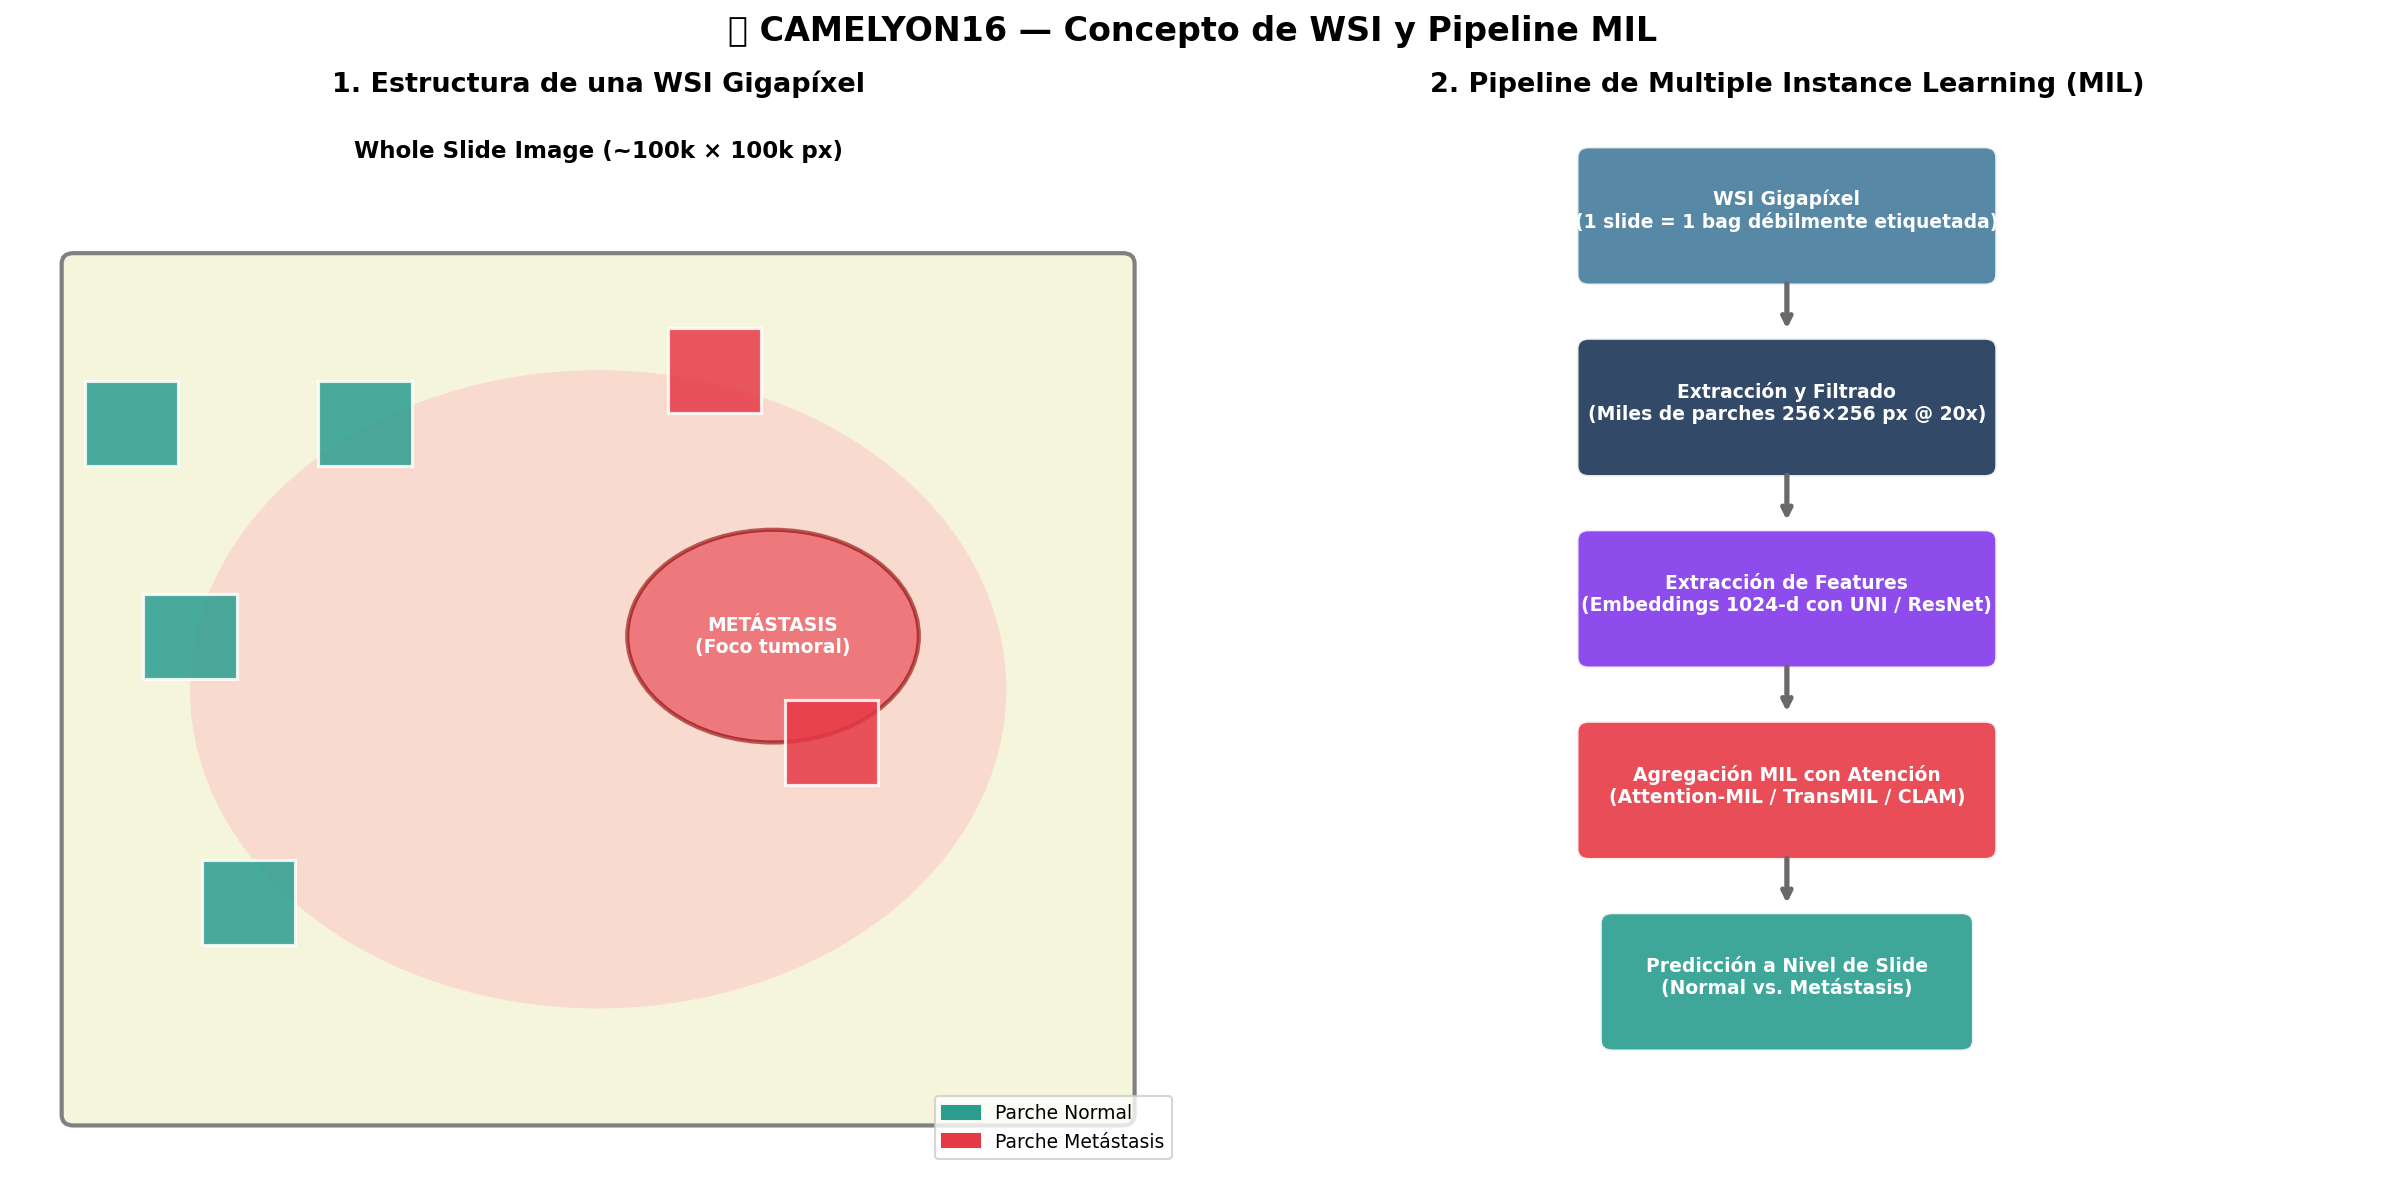 CAMELYON16 — Concepto de WSI y Pipeline MIL
1. Estructura de una WSI Gigapíxel
Whole Slide Image (~100k × 100k px)
METÁSTASIS
(Foco tumoral)
Parche Normal
Parche Metástasis
2. Pipeline de Multiple Instance Learning (MIL)
WSI Gigapíxel
(1 slide = 1 bag débilmente etiquetada)
Extracción y Filtrado
(Miles de parches 256×256 px @ 20x)
Extracción de Features
(Embeddings 1024-d con UNI / ResNet)
Agregación MIL con Atención
(Attention-MIL / TransMIL / CLAM)
Predicción a Nivel de Slide
(Normal vs. Metástasis)